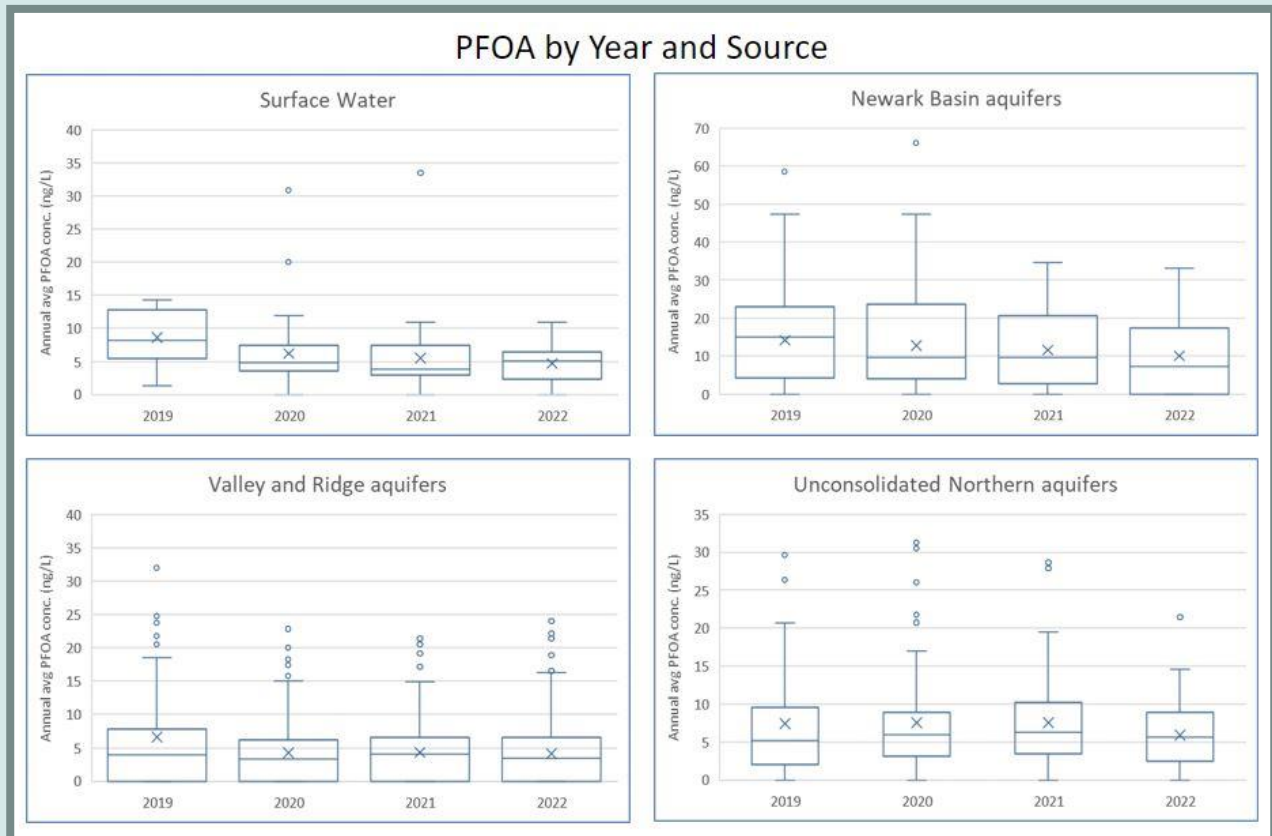 PFOA by Year and Source
Surface Water
Annual avg PFOA conc. (ng/L)
40
35
30
25
20
15
10
5
0
2019 2020 2021 2022
Newark Basin aquifers
Annual avg PFOA conc. (ng/L)
70
60
50
40
30
20
10
0
2019 2020 2021 2022
Valley and Ridge aquifers
Annual avg PFOA conc. (ng/L)
40
35
30
25
20
15
10
5
0
2019 2020 2021 2022
Unconsolidated Northern aquifers
Annual avg PFOA conc. (ng/L)
35
30
25
20
15
10
5
0
2019 2020 2021 2022